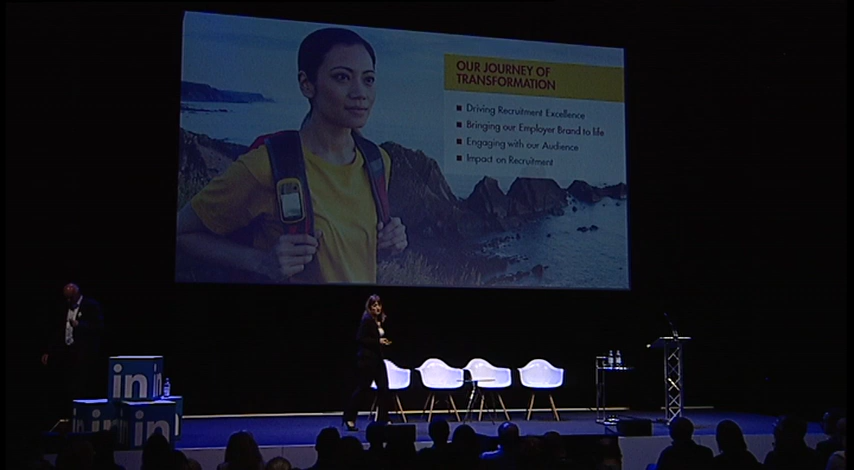 OUR JOURNEY OF
TRANSFORMATION
Driving Recruitment Excellence
Bringing our Employer Brand to life
Engaging with our Audience
Impact on Recruitment
in
in
in
in